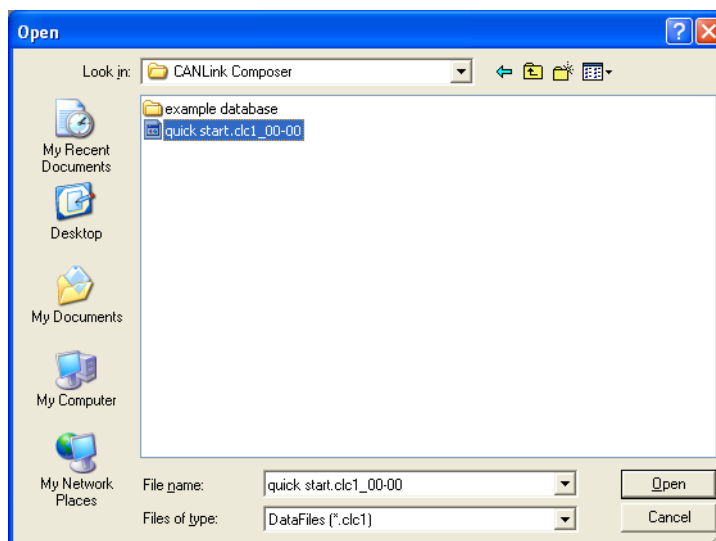 Open
Look in: CANLink Composer
example database
quick start.clc1_00-00
My Recent
Documents
Desktop
My Documents
My Computer
My Network
Places
File name: quick start.clc1_00-00 Open
Files of type: DataFiles (*.clc1) Cancel